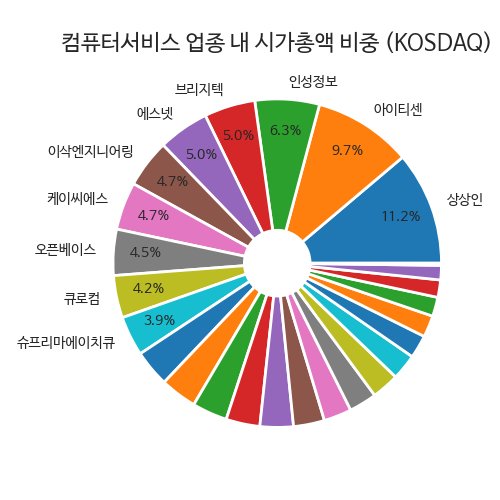 컴퓨터서비스 업종 내 시가총액 비중 (KOSDAQ)
상상인
11.2%
아이티센
9.7%
인성정보
6.3%
브리지텍
5.0%
에스넷
5.0%
이삭엔지니어링
4.7%
케이씨에스
4.7%
오픈베이스
4.5%
큐로컴
4.2%
슈프리마에이치큐
3.9%